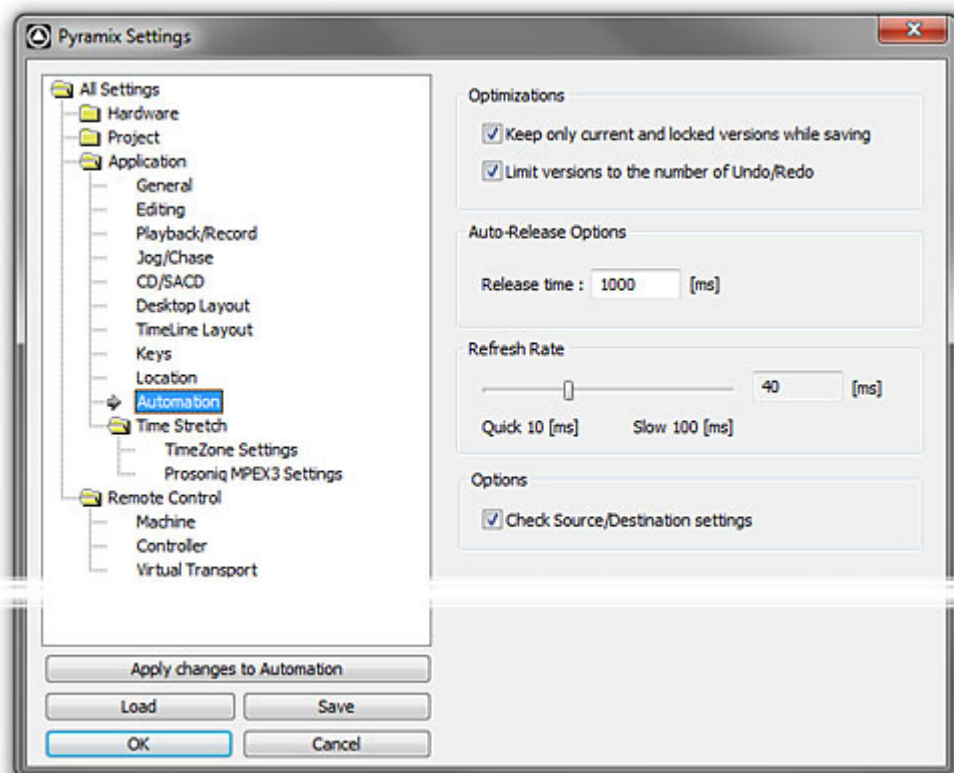 Pyramix Settings
All Settings
Hardware
Project
Application
General
Editing
Playback/Record
Jog/Chase
CD/SACD
Desktop Layout
TimeLine Layout
Keys
Location
Automation
Time Stretch
TimeZone Settings
Prosoniq MPEX3 Settings
Remote Control
Machine
Controller
Virtual Transport
Apply changes to Automation
Load Save
OK Cancel
Optimizations
Keep only current and locked versions while saving
Limit versions to the number of Undo/Redo
Auto-Release Options
Release time : 1000 [ms]
Refresh Rate
40 [ms]
Quick 10 [ms] Slow 100 [ms]
Options
Check Source/Destination settings